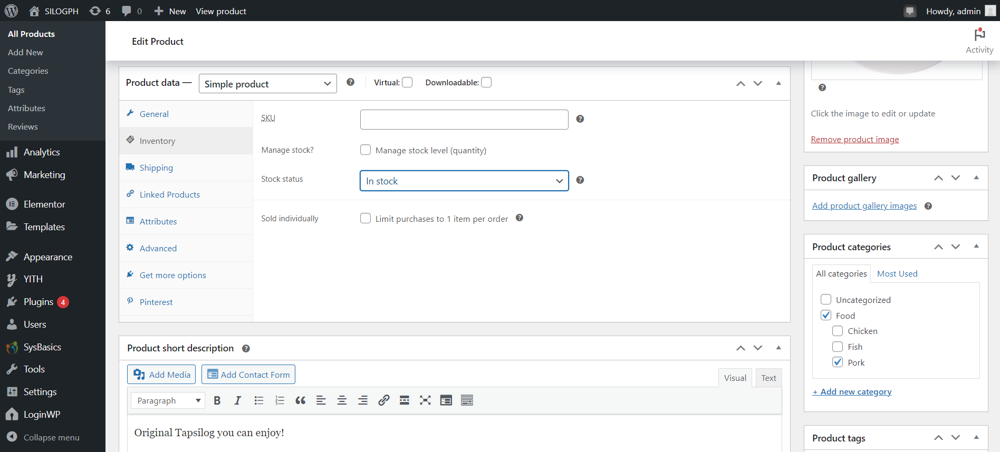 SILOGPH 6 0 New View product Howdy, admin
All Products
Add New
Categories
Tags
Attributes
Reviews
Analytics
Marketing
Elementor
Templates
Appearance
YITH
Plugins 4
Users
SysBasics
Tools
Settings
LoginWP
Collapse menu
Edit Product
Activity
Product data — Simple product Virtual: Downloadable:
General
Inventory
Shipping
Linked Products
Attributes
Advanced
Get more options
Pinterest
SKU
Manage stock? Manage stock level (quantity)
Stock status In stock
Sold individually Limit purchases to 1 item per order
Product short description
Add Media Add Contact Form
Visual Text
Paragraph
Original Tapsilog you can enjoy!
Click the image to edit or update
Remove product image
Product gallery
Add product gallery images
Product categories
All categories Most Used
Uncategorized
Food
Chicken
Fish
Pork
+ Add new category
Product tags